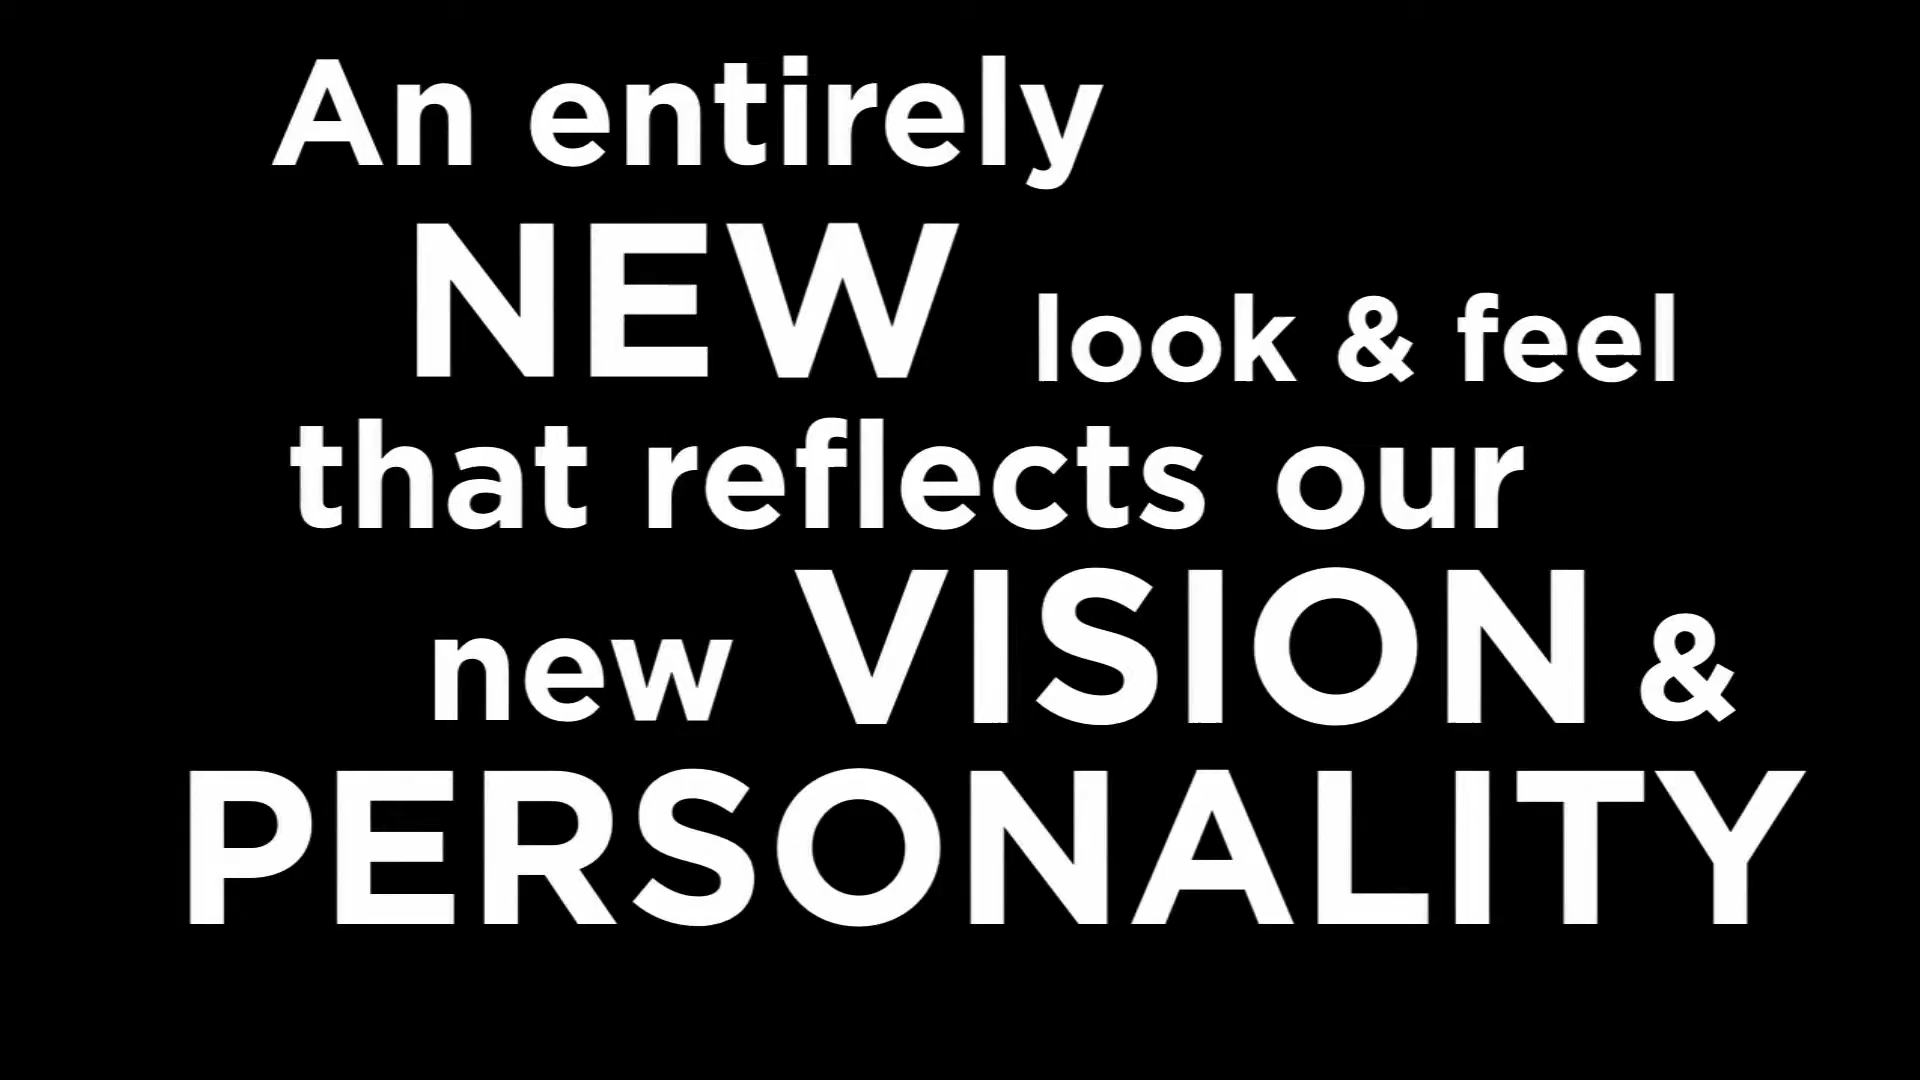 An entirely
NEW look & feel
that reflects our
new VISION &
PERSONALITY